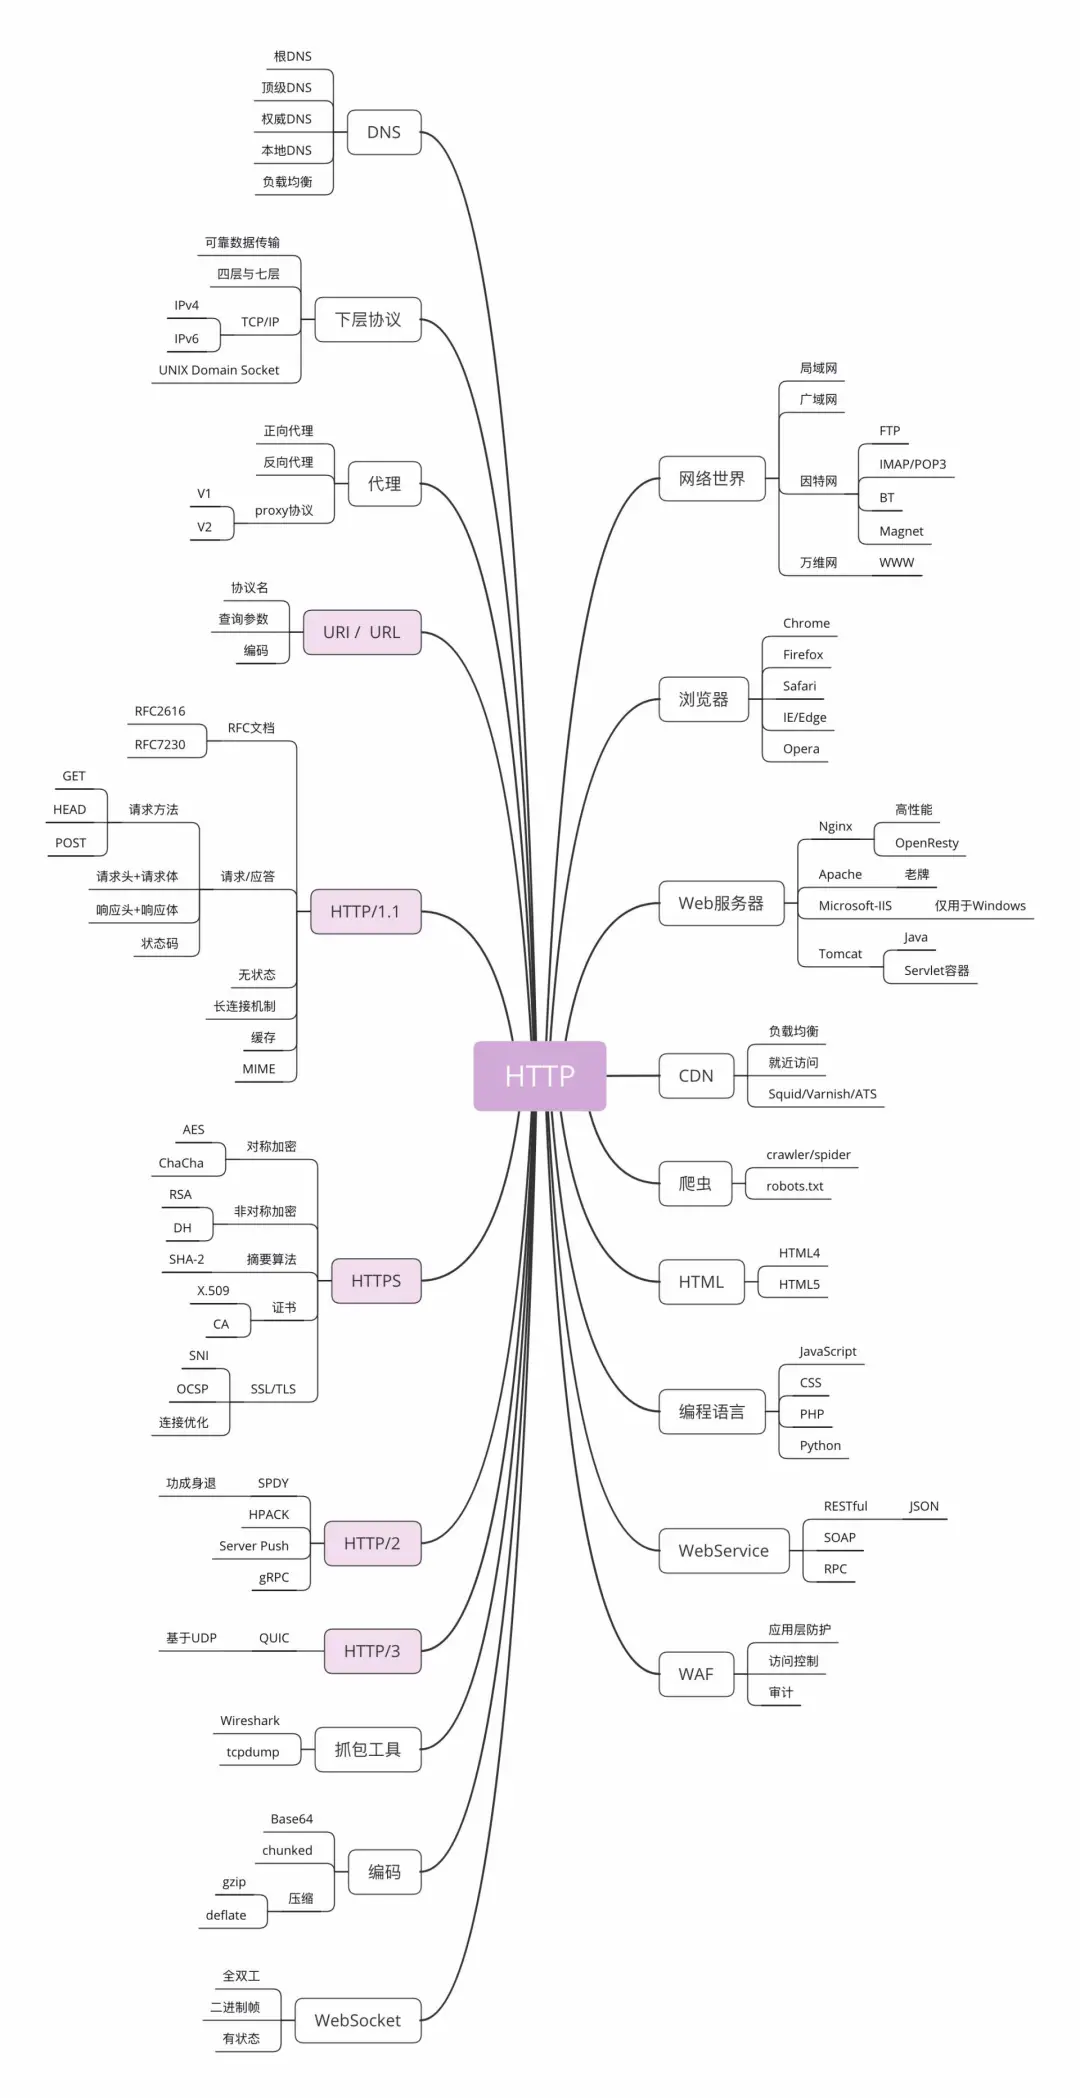 HTTP
DNS
根DNS
顶级DNS
权威DNS
本地DNS
负载均衡
下层协议
可靠数据传输
四层与七层
TCP/IP
IPv4
IPv6
UNIX Domain Socket
代理
正向代理
反向代理
proxy协议
V1
V2
URI / URL
协议名
查询参数
编码
HTTP/1.1
RFC文档
RFC2616
RFC7230
请求/应答
请求方法
GET
HEAD
POST
请求头+请求体
响应头+响应体
状态码
无状态
长连接机制
缓存
MIME
HTTPS
对称加密
AES
ChaCha
非对称加密
RSA
DH
摘要算法
SHA-2
证书
X.509
CA
SSL/TLS
SNI
OCSP
连接优化
HTTP/2
SPDY
功成身退
HPACK
Server Push
gRPC
HTTP/3
QUIC
基于UDP
抓包工具
Wireshark
tcpdump
编码
Base64
chunked
压缩
gzip
deflate
WebSocket
全双工
二进制帧
有状态
网络世界
局域网
广域网
因特网
FTP
IMAP/POP3
BT
Magnet
万维网
WWW
浏览器
Chrome
Firefox
Safari
IE/Edge
Opera
Web服务器
Nginx
高性能
OpenResty
Apache
老牌
Microsoft-IIS
仅用于Windows
Tomcat
Java
Servlet容器
CDN
负载均衡
就近访问
Squid/Varnish/ATS
爬虫
crawler/spider
robots.txt
HTML
HTML4
HTML5
编程语言
JavaScript
CSS
PHP
Python
WebService
RESTful
JSON
SOAP
RPC
WAF
应用层防护
访问控制
审计